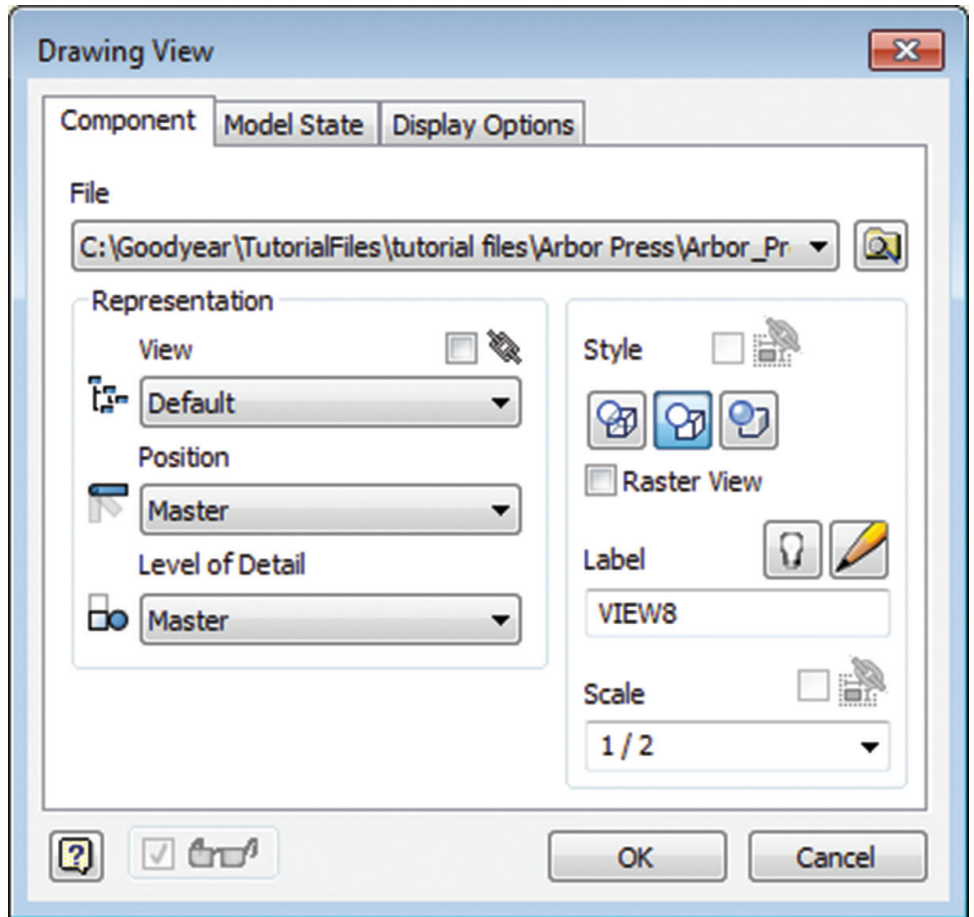 Drawing View
Component Model State Display Options
File
C:\Goodyear\TutorialFiles\tutorial files\Arbor Press\Arbor_Pr
Representation
View
Default
Position
Master
Level of Detail
Master
Style
Raster View
Label
VIEW8
Scale
1 / 2
OK Cancel